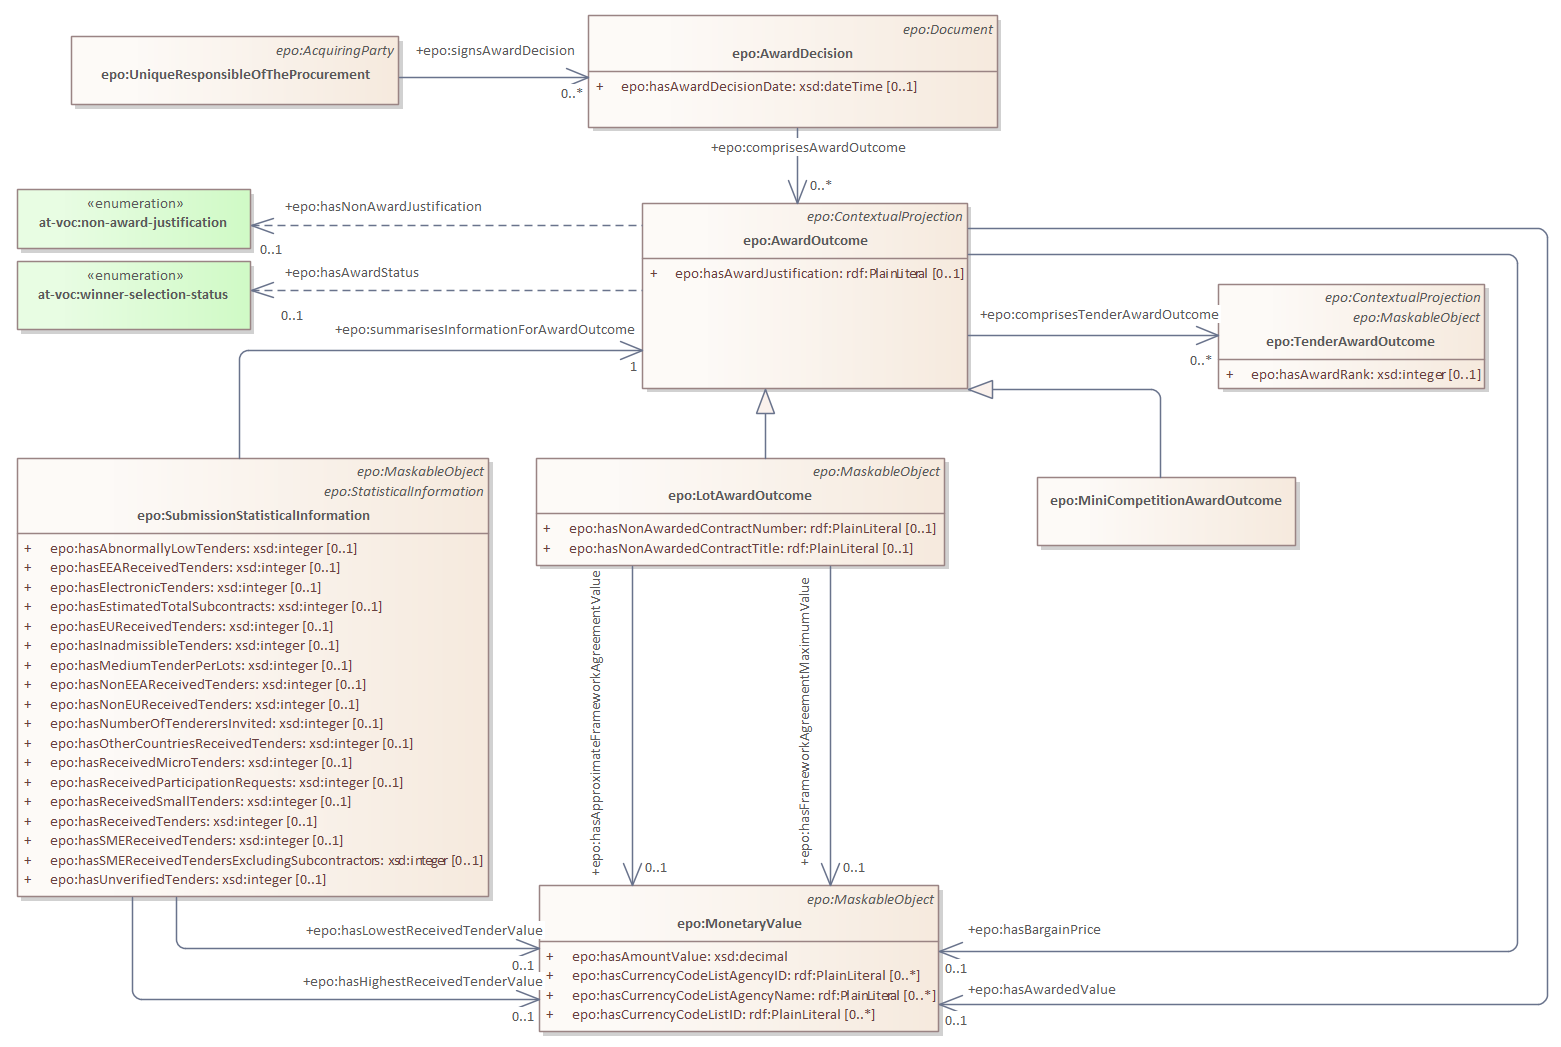 epo:AcquiringParty
epo:UniqueResponsibleOfTheProcurement
+epo:signsAwardDecision
0..*
epo:Document
epo:AwardDecision
+ epo:hasAwardDecisionDate: xsd:dateTime [0..1]
+epo:comprisesAwardOutcome
0..*
«enumeration»
at-voc:non-award-justification
+epo:hasNonAwardJustification
0..1
«enumeration»
at-voc:winner-selection-status
+epo:hasAwardStatus
0..1
+epo:summarisesInformationForAwardOutcome
1
epo:ContextualProjection
epo:AwardOutcome
+ epo:hasAwardJustification: rdf:PlainLiteral [0..1]
+epo:comprisesTenderAwardOutcome
0..*
epo:ContextualProjection
epo:MaskableObject
epo:TenderAwardOutcome
+ epo:hasAwardRank: xsd:integer [0..1]
epo:MaskableObject
epo:StatisticalInformation
epo:SubmissionStatisticalInformation
+ epo:hasAbnormallyLowTenders: xsd:integer [0..1]
+ epo:hasEEAReceivedTenders: xsd:integer [0..1]
+ epo:hasElectronicTenders: xsd:integer [0..1]
+ epo:hasEstimatedTotalSubcontracts: xsd:integer [0..1]
+ epo:hasEUReceivedTenders: xsd:integer [0..1]
+ epo:hasInadmissibleTenders: xsd:integer [0..1]
+ epo:hasMediumTenderPerLots: xsd:integer [0..1]
+ epo:hasNonEEAReceivedTenders: xsd:integer [0..1]
+ epo:hasNonEUReceivedTenders: xsd:integer [0..1]
+ epo:hasNumberOfTenderersInvited: xsd:integer [0..1]
+ epo:hasOtherCountriesReceivedTenders: xsd:integer [0..1]
+ epo:hasReceivedMicroTenders: xsd:integer [0..1]
+ epo:hasReceivedParticipationRequests: xsd:integer [0..1]
+ epo:hasReceivedSmallTenders: xsd:integer [0..1]
+ epo:hasReceivedTenders: xsd:integer [0..1]
+ epo:hasSMEReceivedTenders: xsd:integer [0..1]
+ epo:hasSMEReceivedTendersExcludingSubcontractors: xsd:integer [0..1]
+ epo:hasUnverifiedTenders: xsd:integer [0..1]
epo:MaskableObject
epo:LotAwardOutcome
+ epo:hasNonAwardedContractNumber: rdf:PlainLiteral [0..1]
+ epo:hasNonAwardedContractTitle: rdf:PlainLiteral [0..1]
epo:MiniCompetitionAwardOutcome
+epo:hasApproximateFrameworkAgreementValue
0..1
+epo:hasFrameworkAgreementMaximumValue
0..1
+epo:hasLowestReceivedTenderValue
0..1
+epo:hasHighestReceivedTenderValue
0..1
epo:MaskableObject
epo:MonetaryValue
+ epo:hasAmountValue: xsd:decimal
+ epo:hasCurrencyCodeListAgencyID: rdf:PlainLiteral [0..*]
+ epo:hasCurrencyCodeListAgencyName: rdf:PlainLiteral [0..*]
+ epo:hasCurrencyCodeListID: rdf:PlainLiteral [0..*]
+epo:hasBargainPrice
0..1
+epo:hasAwardedValue
0..1